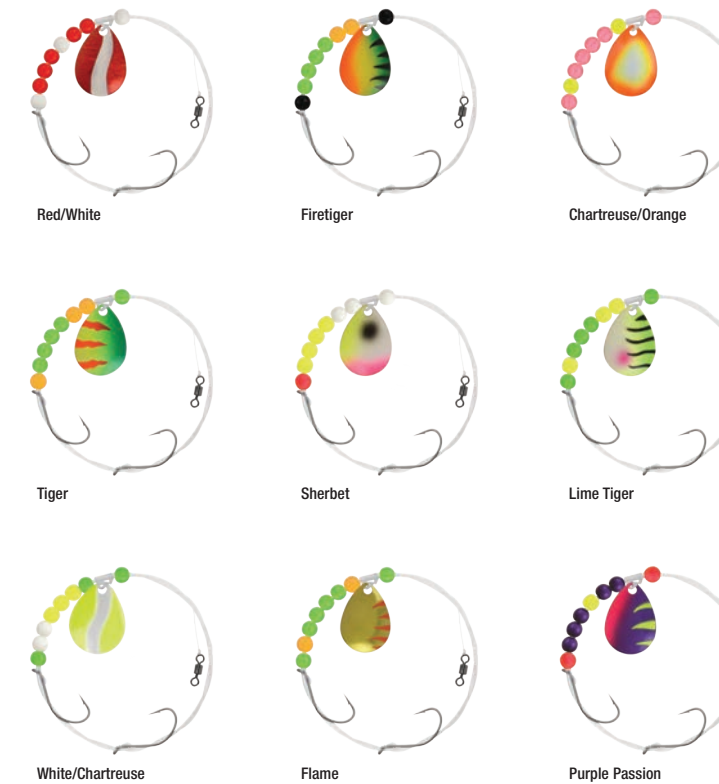 Red/White
Firetiger
Chartreuse/Orange
Tiger
Sherbet
Lime Tiger
White/Chartreuse
Flame
Purple Passion